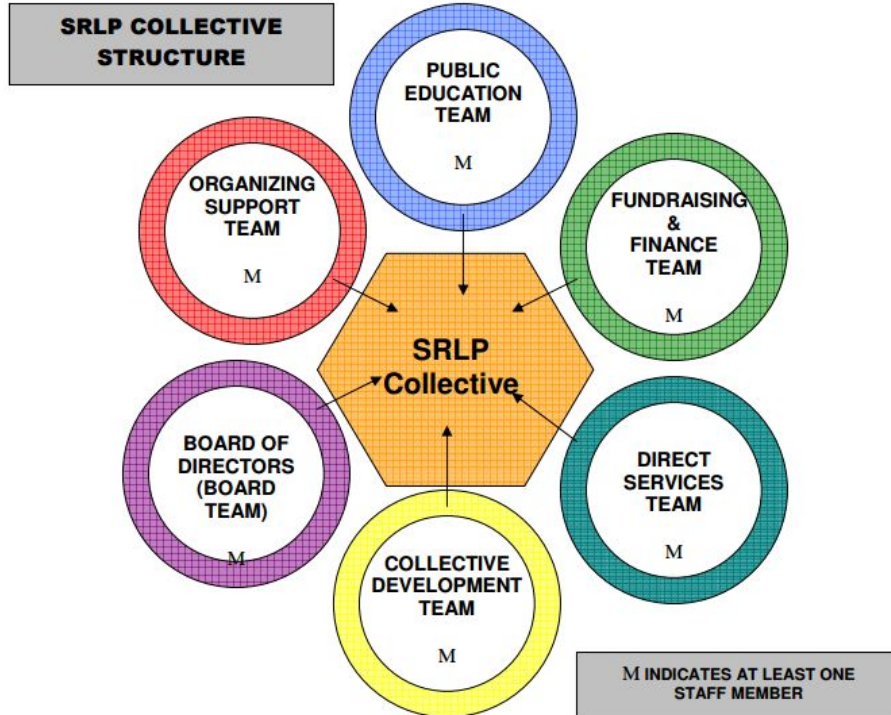 SRLP COLLECTIVE
STRUCTURE
PUBLIC
EDUCATION
TEAM
M
ORGANIZING
SUPPORT
TEAM
M
FUNDRAISING
&
FINANCE
TEAM
M
SRLP
Collective
BOARD OF
DIRECTORS
(BOARD
TEAM)
M
DIRECT
SERVICES
TEAM
M
COLLECTIVE
DEVELOPMENT
TEAM
M
M INDICATES AT LEAST ONE
STAFF MEMBER